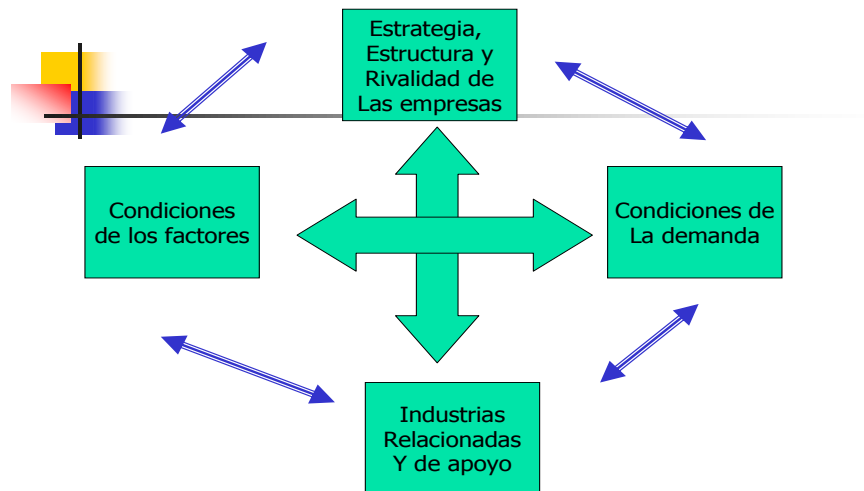 Estrategia,
Estructura y
Rivalidad de
Las empresas
Condiciones
de los factores
Condiciones de
La demanda
Industrias
Relacionadas
Y de apoyo